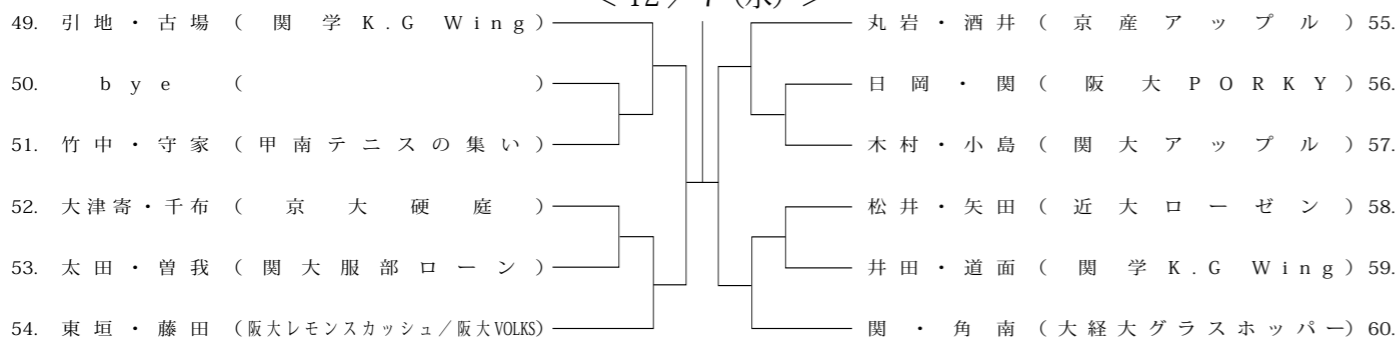 < 12 / 7 (水) >
49. 引地・古場 ( 関学 K.G Wing )
50. bye ( )
51. 竹中・守家 ( 甲南テニスの集い )
52. 大津寄・千布 ( 京大硬庭 )
53. 太田・曽我 ( 関大服部ローン )
54. 東垣・藤田 (阪大レモンスカッシュ/阪大VOLKS)
丸岩・酒井 ( 京産アップル ) 55.
日岡・関 ( 阪大PORKY ) 56.
木村・小島 ( 関大アップル ) 57.
松井・矢田 ( 近大ローゼン ) 58.
井田・道面 ( 関学 K.G Wing ) 59.
関・角南 ( 大経大グラスホッパー ) 60.